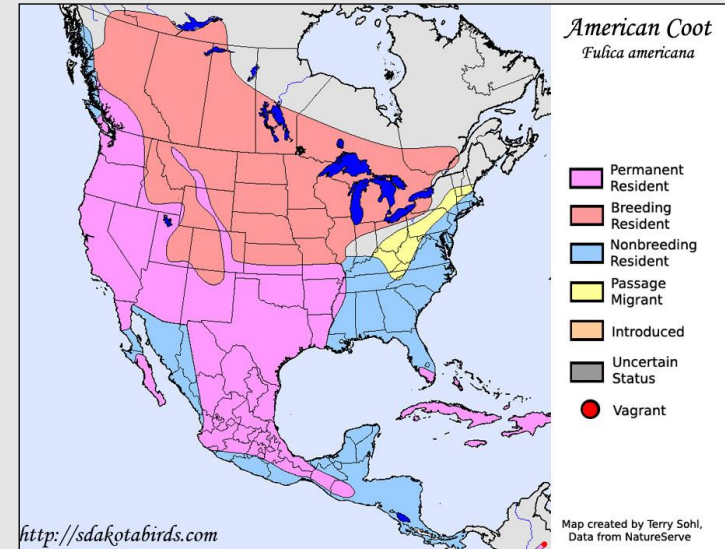 American Coot
Fulica americana
Permanent
Resident
Breeding
Resident
Nonbreeding
Resident
Passage
Migrant
Introduced
Uncertain
Status
Vagrant
http://sdakotabirds.com
Map created by Terry Sohl,
Data from NatureServe